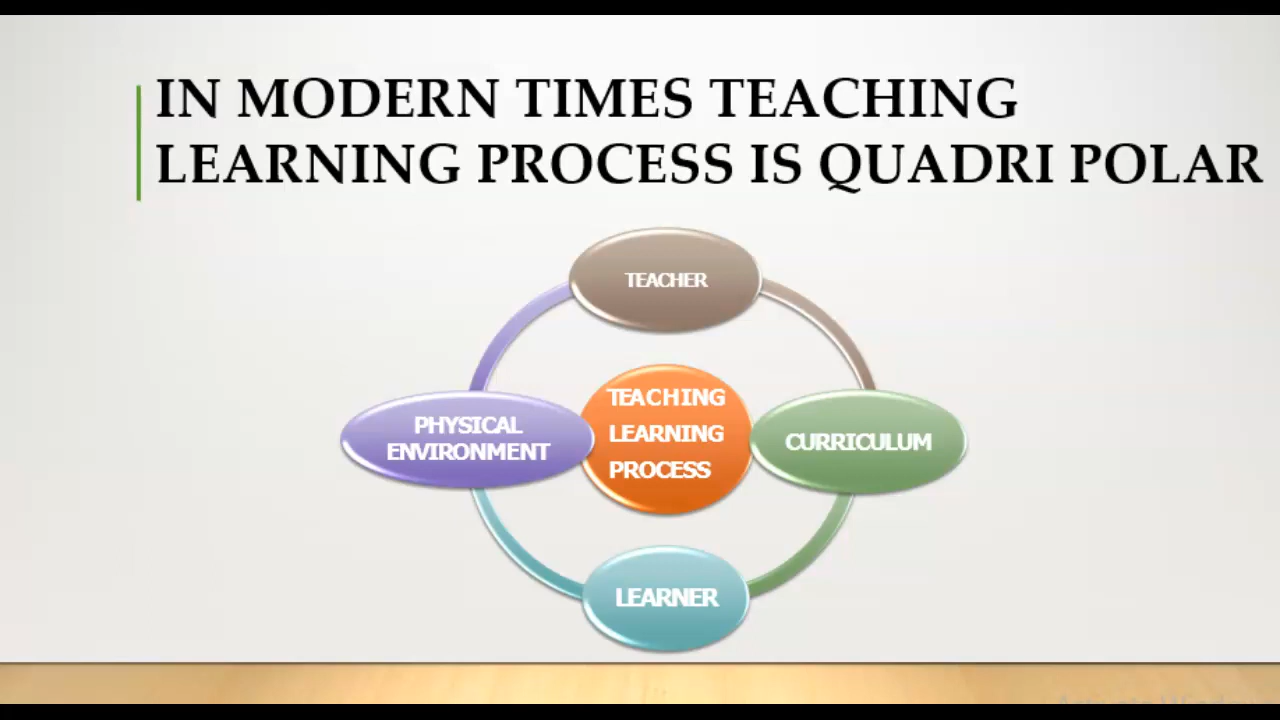 IN MODERN TIMES TEACHING
LEARNING PROCESS IS QUADRI POLAR
TEACHER
PHYSICAL
ENVIRONMENT
TEACHING
LEARNING
PROCESS
CURRICULUM
LEARNER